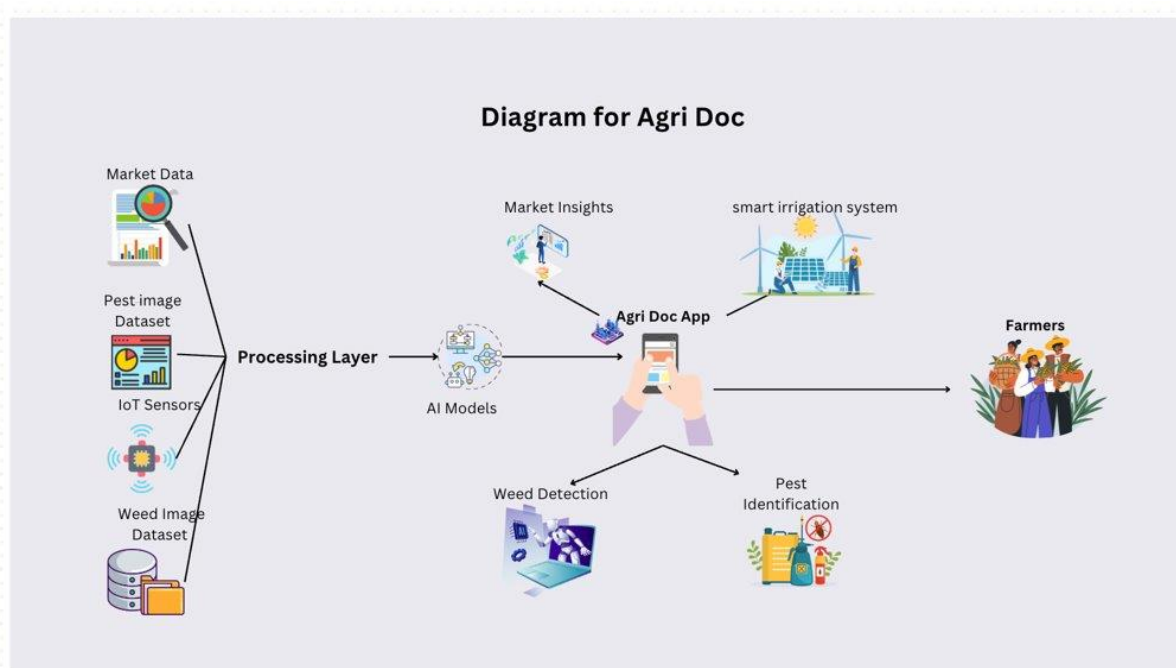 Diagram for Agri Doc
Market Data
Pest image
Dataset
IoT Sensors
Weed Image
Dataset
Processing Layer
AI Models
Market Insights
smart irrigation system
Agri Doc App
Weed Detection
Pest
Identification
Farmers